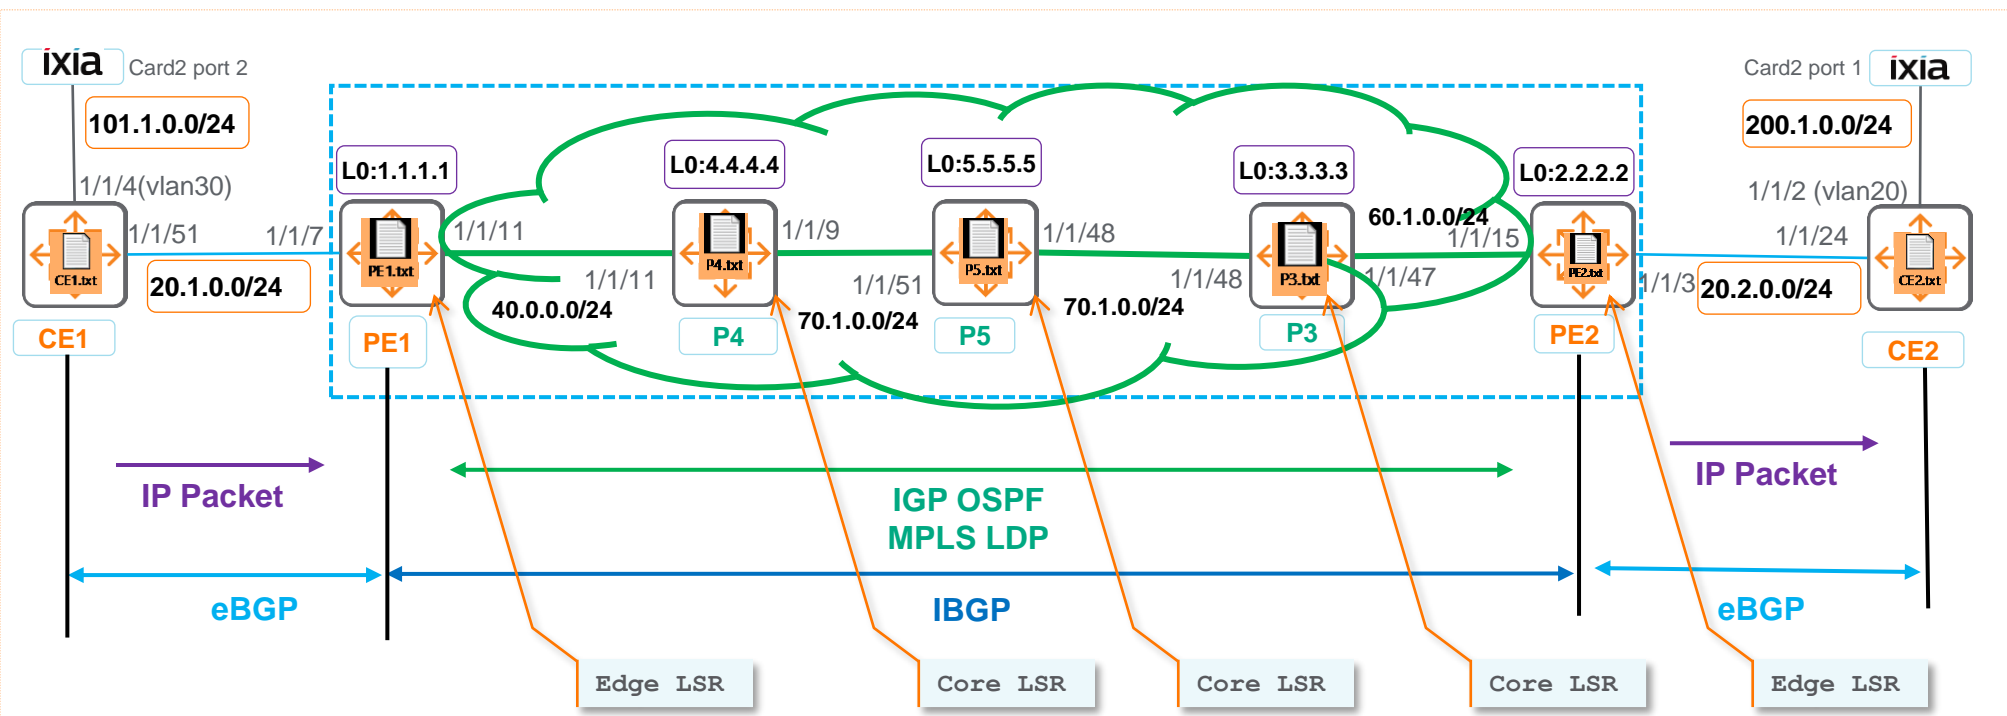 ixia
Card2 port 2
Card2 port 1
ixia
101.1.0.0/24
200.1.0.0/24
L0:1.1.1.1
L0:4.4.4.4
L0:5.5.5.5
L0:3.3.3.3
L0:2.2.2.2
1/1/4(vlan30)
1/1/2 (vlan20)
60.1.0.0/24
1/1/51
1/1/7
1/1/11
1/1/9
1/1/48
1/1/15
1/1/24
CE1.txt
PE1.txt
P4.txt
P5.txt
P3.txt
PE2.txt
CE2.txt
20.1.0.0/24
1/1/11
1/1/51
1/1/48
1/1/47
1/1/3
20.2.0.0/24
40.0.0.0/24
70.1.0.0/24
70.1.0.0/24
CE1
PE1
P4
P5
P3
PE2
CE2
IP Packet
IGP OSPF
MPLS LDP
IP Packet
eBGP
IBGP
eBGP
Edge LSR
Core LSR
Core LSR
Core LSR
Edge LSR